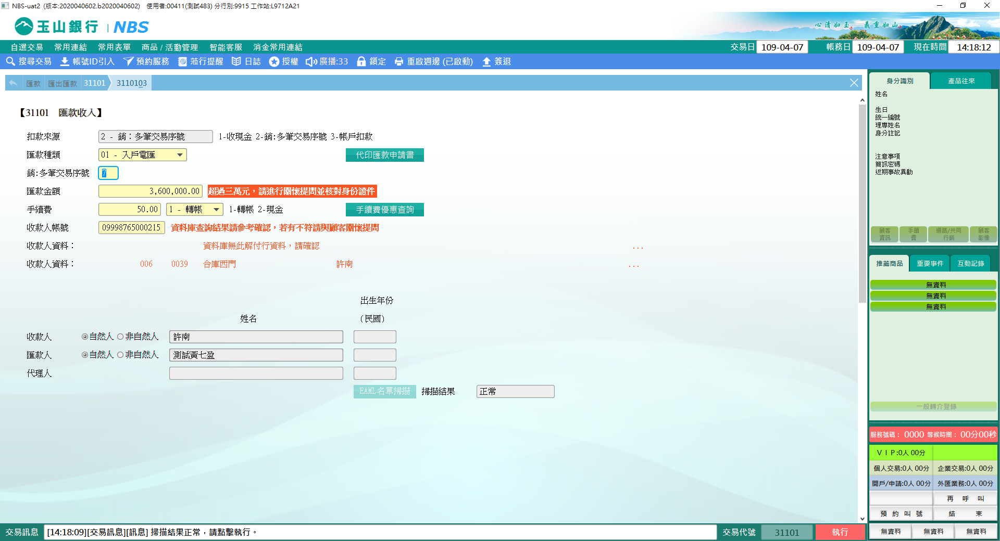 NBS-uat2 (版本:2020040602.b2020040602) 使用者:00411(測試483) 分行別:9915 工作站:L9712A21
玉山銀行 | NBS
心清如玉。義重如山。
自選交易 常用連結 常用表單 商品 / 活動管理 智能客服 消金常用連結 交易日 109-04-07 帳務日 109-04-07 現在時間 14:18:12
搜尋交易 帳號ID引入 預約服務 蒞行提醒 日誌 授權 廣播:33 鎖定 重啟週邊 (已啟動) 簽退
匯款 匯出匯款 31101 3110103
【31101 匯款收入】
扣款來源 2 - 銷：多筆交易序號 1-收現金 2-銷:多筆交易序號 3-帳戶扣款
匯款種類 01 - 入戶電匯 代印匯款申請書
銷:多筆交易序號 7
匯款金額 3,600,000.00 超過三萬元，請進行關懷提問並核對身份證件
手續費 50.00 1 - 轉帳 1-轉帳 2-現金 手續費優惠查詢
收款人帳號 09998765000215 資料庫查詢結果請參考確認，若有不符請與顧客關懷提問
收款人資料： 資料庫無此解付行資料，請確認 ...
收款人資料： 006 0039 合庫西門 許南 ...
出生年份
姓名 (民國)
收款人 自然人 非自然人 許南
匯款人 自然人 非自然人 測試黃七盈
代理人
EAML名單掃描 掃描結果 正常
交易訊息 [14:18:09][交易訊息][訊息] 掃描結果正常，請點擊執行。 交易代號 31101 執行
身分識別 產品往來
姓名
生日
統一編號
理專姓名
身分註記
注意事項
簡訊密碼
近期事故異動
顧客資訊 手續費 通路/共同行銷 顧客影像
推薦商品 重要事件 互動記錄
無資料
無資料
無資料
一般轉介登錄
服務號碼： 0000 等候時間： 00分00秒
ＶＩＰ:0人 00分
個人交易:0人 00分 企業交易:0人 00分
開戶/申請:0人 00分 外匯業務:0人 00分
再 呼 叫
預 約 叫 號 結 束
無資料 無資料 無資料